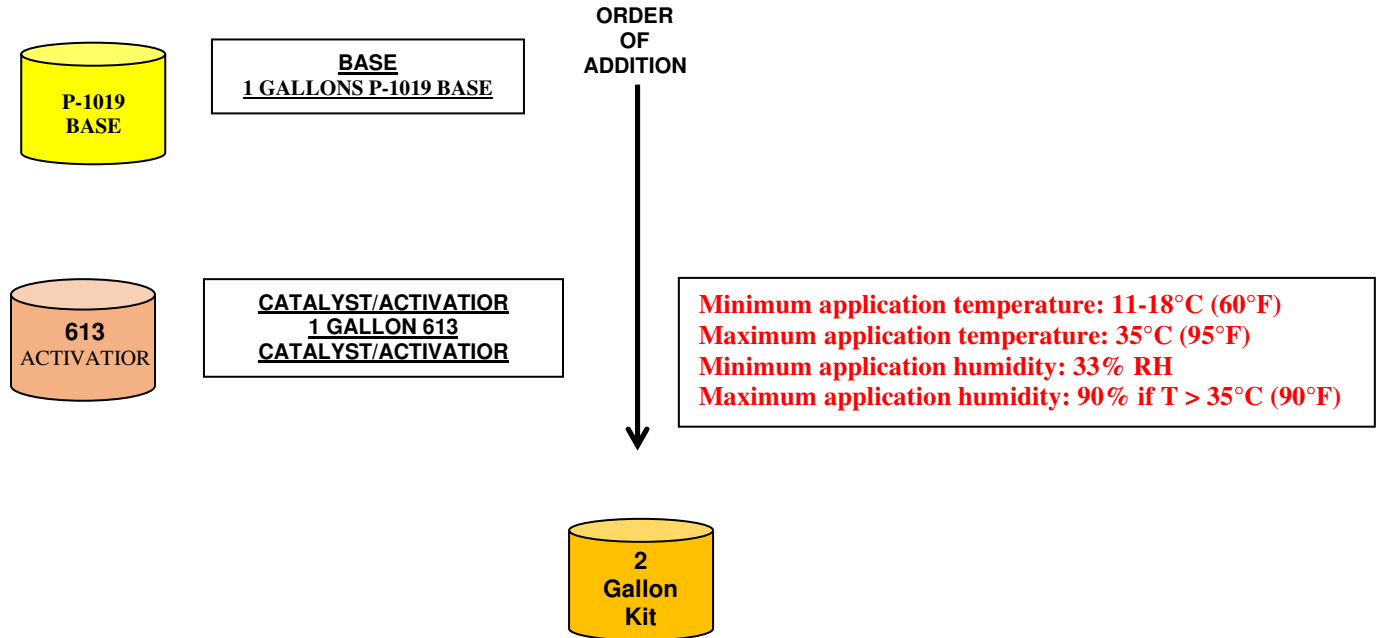 ORDER
OF
ADDITION
P-1019
BASE
BASE
1 GALLONS P-1019 BASE
613
ACTIVATIOR
CATALYST/ACTIVATIOR
1 GALLON 613
CATALYST/ACTIVATIOR
Minimum application temperature: 11-18°C (60°F)
Maximum application temperature: 35°C (95°F)
Minimum application humidity: 33% RH
Maximum application humidity: 90% if T > 35°C (90°F)
2
Gallon
Kit